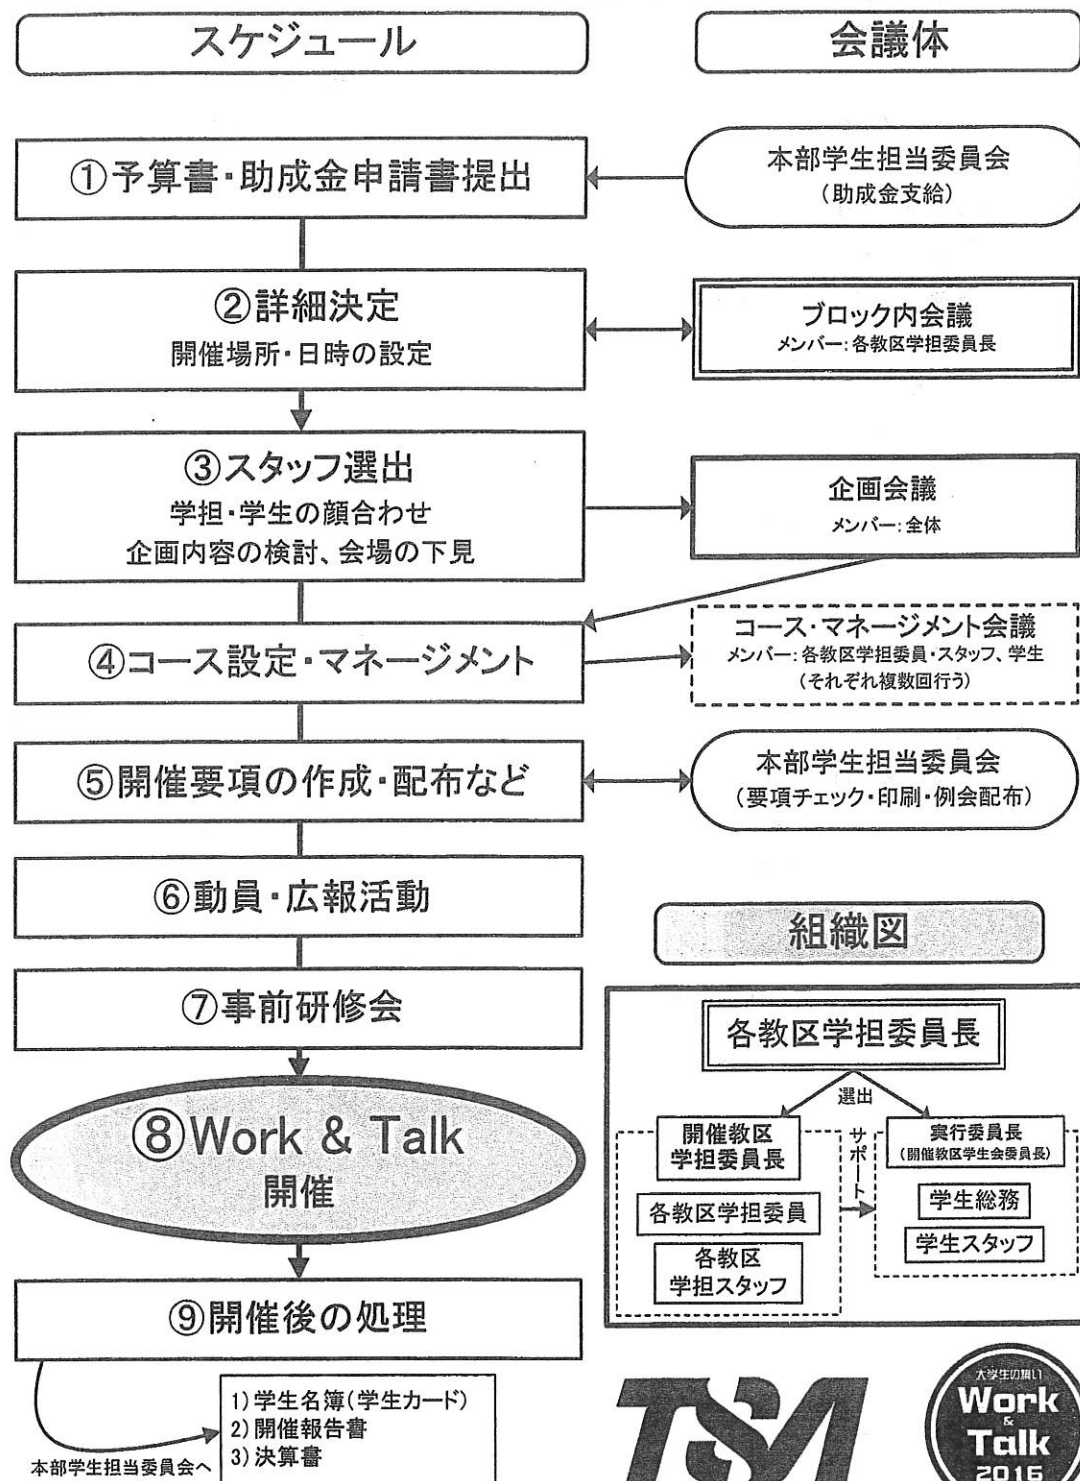 スケジュール
会議体
①予算書・助成金申請書提出
本部学生担当委員会
(助成金支給)
②詳細決定
開催場所・日時の設定
ブロック内会議
メンバー:各教区学担委員長
③スタッフ選出
学担・学生の顔合わせ
企画内容の検討、会場の下見
企画会議
メンバー:全体
④コース設定・マネージメント
コース・マネージメント会議
メンバー:各教区学担委員・スタッフ、学生
(それぞれ複数回行う)
⑤開催要項の作成・配布など
本部学生担当委員会
(要項チェック・印刷・例会配布)
⑥動員・広報活動
⑦事前研修会
⑧Work & Talk
開催
⑨開催後の処理
本部学生担当委員会へ
1)学生名簿(学生カード)
2)開催報告書
3)決算書
組織図
各教区学担委員長
選出
開催教区
学担委員長
各教区学担委員
各教区
学担スタッフ
サポート
実行委員長
(開催教区学生会委員長)
学生総務
学生スタッフ
TSA
大学生の集い
Work
&
Talk
2016